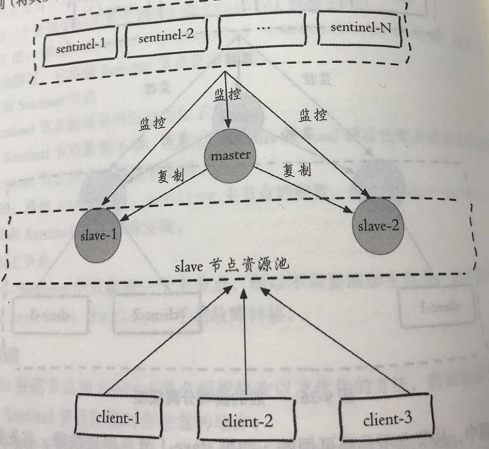 sentinel-1
sentinel-2
...
sentinel-N
监控
监控
监控
master
复制
复制
slave-1
slave-2
slave 节点资源池
client-1
client-2
client-3